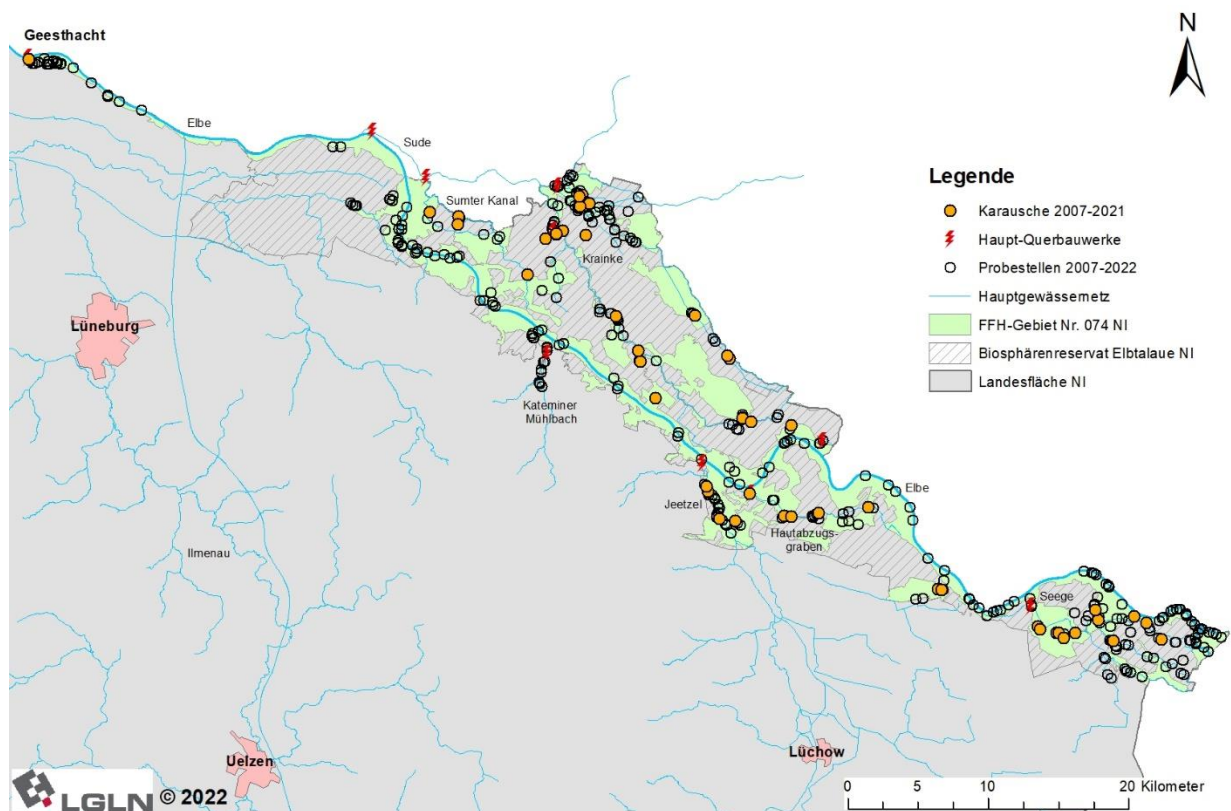 Geesthacht
N
Elbe
Sude
Sumter Kanal
Krainke
Lüneburg
Kateminer
Mühlbach
Jeetzel
Elbe
Hautabzugs-
graben
Ilmenau
Seege
Uelzen
Lüchow
Legende
Karausche 2007-2021
Haupt-Querbauwerke
Probestellen 2007-2022
Hauptgewässernetz
FFH-Gebiet Nr. 074 NI
Biosphärenreservat Elbtalaue NI
Landesfläche NI
LGLN © 2022
0 5 10 20 Kilometer